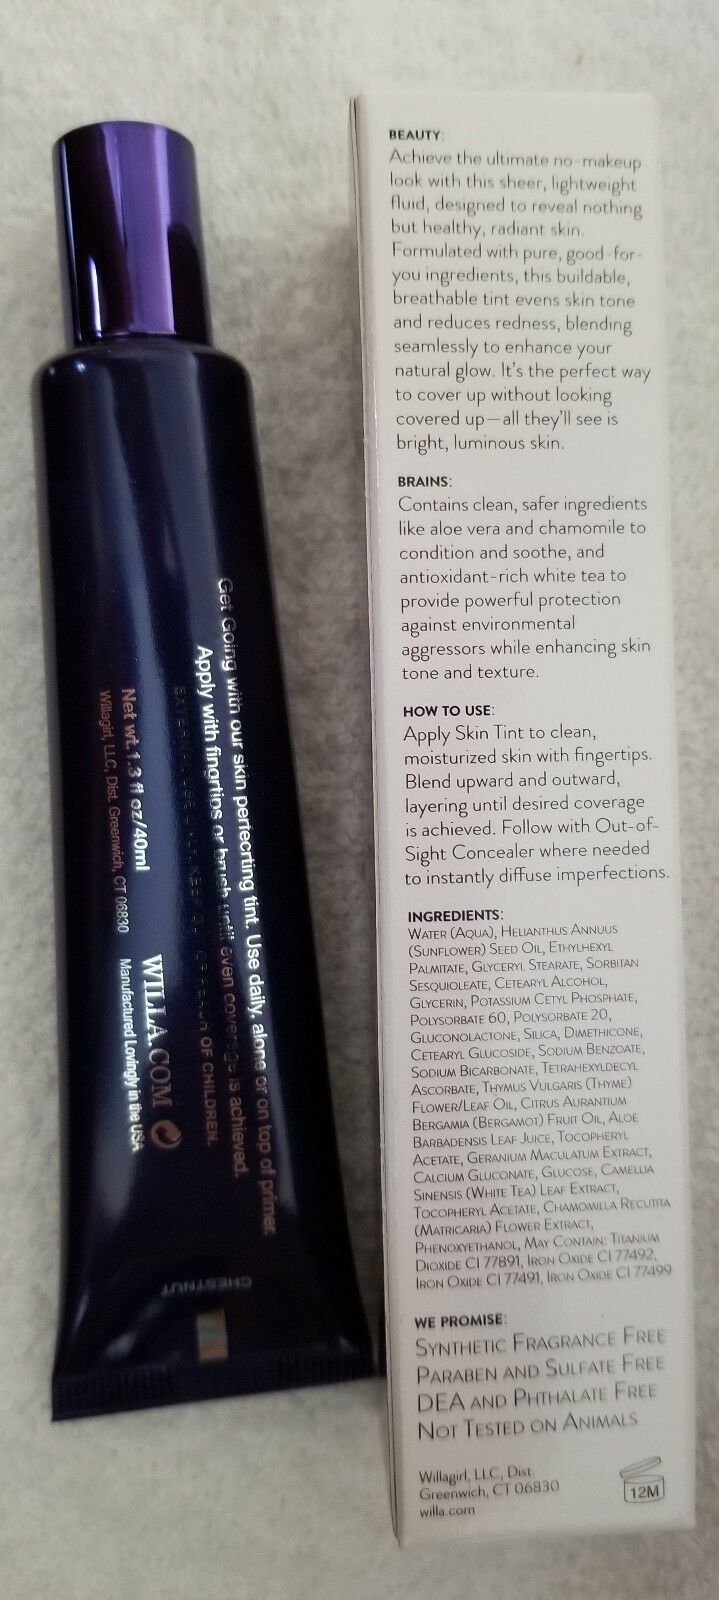 Get Going with our skin perfecrting tint. Use daily, alone or on top of primer.
Apply with fingrtips or brush until even coverage is achieved.
EXTERNAL USE ONLY. KEEP OUT OF REACH OF CHILDREN.
Net wt.1.3 fl oz/40ml
Willagirl, LLC, Dist. Greenwich, CT 06830
WILLA.COM
Manufactured Lovingly in the USA
CHESTNUT
BEAUTY:
Achieve the ultimate no-makeup
look with this sheer, lightweight
fluid, designed to reveal nothing
but healthy, radiant skin.
Formulated with pure, good-for-
you ingredients, this buildable,
breathable tint evens skin tone
and reduces redness, blending
seamlessly to enhance your
natural glow. It's the perfect way
to cover up without looking
covered up—all they'll see is
bright, luminous skin.
BRAINS:
Contains clean, safer ingredients
like aloe vera and chamomile to
condition and soothe, and
antioxidant-rich white tea to
provide powerful protection
against environmental
aggressors while enhancing skin
tone and texture.
HOW TO USE:
Apply Skin Tint to clean,
moisturized skin with fingertips.
Blend upward and outward,
layering until desired coverage
is achieved. Follow with Out-of-
Sight Concealer where needed
to instantly diffuse imperfections.
INGREDIENTS:
WATER (AQUA), HELIANTHUS ANNUUS
(SUNFLOWER) SEED OIL, ETHYLHEXYL
PALMITATE, GLYCERYL STEARATE, SORBITAN
SESQUIOLEATE, CETEARYL ALCOHOL,
GLYCERIN, POTASSIUM CETYL PHOSPHATE,
POLYSORBATE 60, POLYSORBATE 20,
GLUCONOLACTONE, SILICA, DIMETHICONE,
CETEARYL GLUCOSIDE, SODIUM BENZOATE,
SODIUM BICARBONATE, TETRAHEXYLDECYL
ASCORBATE, THYMUS VULGARIS (THYME)
FLOWER/LEAF OIL, CITRUS AURANTIUM
BERGAMIA (BERGAMOT) FRUIT OIL, ALOE
BARBADENSIS LEAF JUICE, TOCOPHERYL
ACETATE, GERANIUM MACULATUM EXTRACT,
CALCIUM GLUCONATE, GLUCOSE, CAMELLIA
SINENSIS (WHITE TEA) LEAF EXTRACT,
TOCOPHERYL ACETATE, CHAMOMILLA RECUTITA
(MATRICARIA) FLOWER EXTRACT,
PHENOXYETHANOL, MAY CONTAIN: TITANIUM
DIOXIDE CI 77891, IRON OXIDE CI 77492,
IRON OXIDE CI 77491, IRON OXIDE CI 77499
WE PROMISE:
SYNTHETIC FRAGRANCE FREE
PARABEN AND SULFATE FREE
DEA AND PHTHALATE FREE
NOT TESTED ON ANIMALS
Willagirl, LLC, Dist.
Greenwich, CT 06830
willa.com
12M